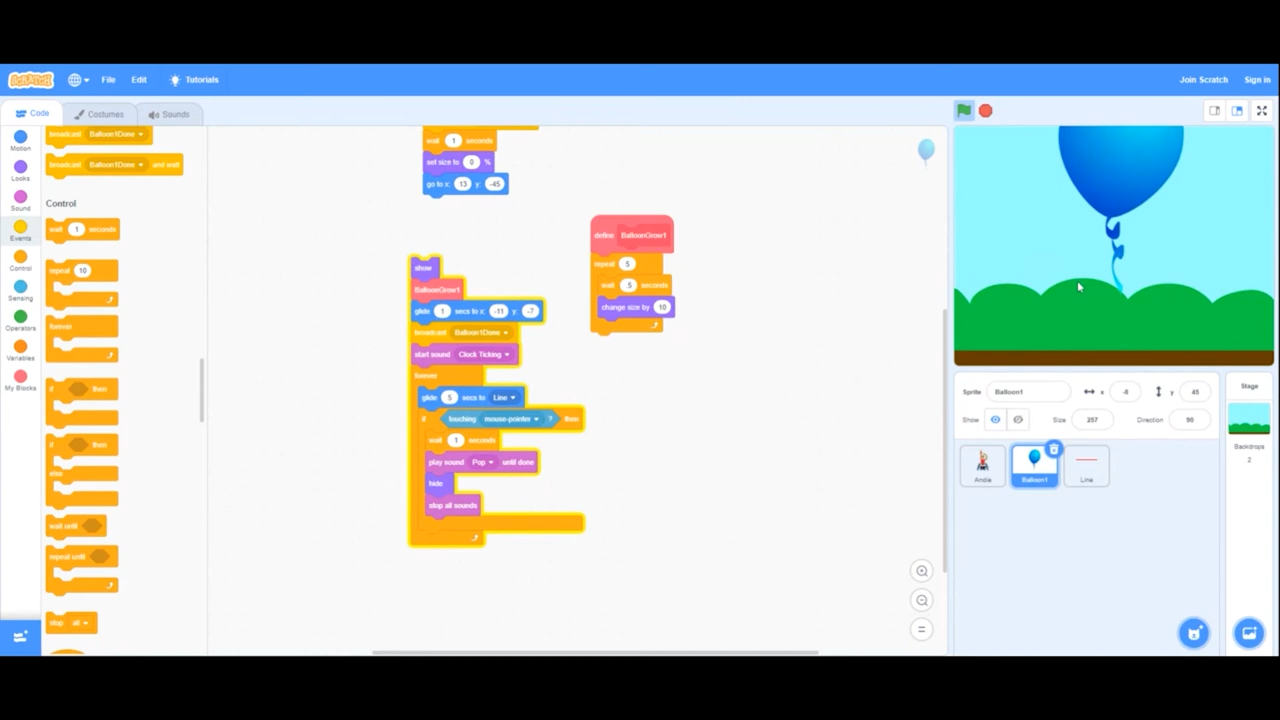 SCRATCH File Edit Tutorials Join Scratch Sign in
Code Costumes Sounds
Motion
Looks
Sound
Events
Control
Sensing
Operators
Variables
My Blocks
broadcast Balloon1Done
broadcast Balloon1Done and wait
Control
wait 1 seconds
repeat 10
forever
if then
if then
else
wait until
repeat until
stop all
wait 1 seconds
set size to 0 %
go to x: 13 y: -45
show
BalloonGrow1
glide 1 secs to x: -11 y: -7
broadcast Balloon1Done
start sound Clock Ticking
forever
glide 5 secs to Line
if touching mouse-pointer ? then
wait 1 seconds
play sound Pop until done
hide
stop all sounds
define BalloonGrow1
repeat 5
wait .5 seconds
change size by 10
Sprite Balloon1 x -8 y 45
Show Size 257 Direction 90
Balloon1 Line
Stage
Backdrops
2